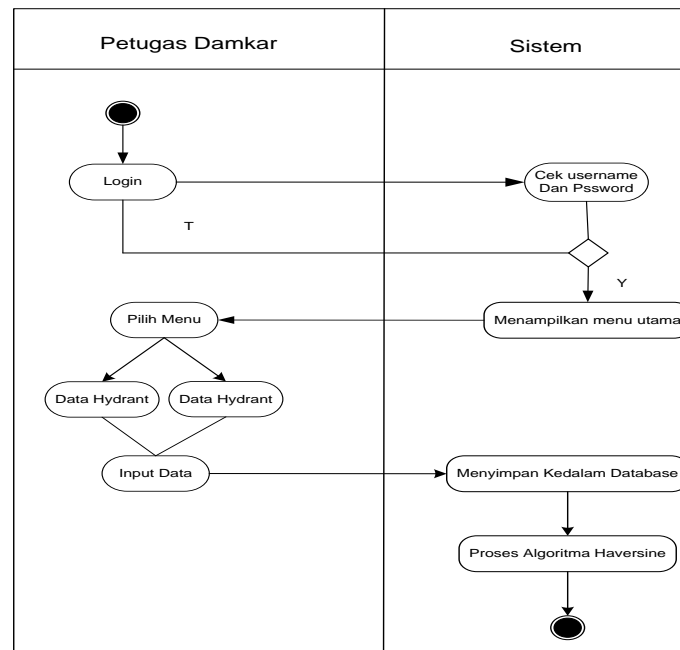 Petugas Damkar
Sistem
Login
Cek username
Dan Pssword
T
Y
Pilih Menu
Menampilkan menu utama
Data Hydrant
Data Hydrant
Input Data
Menyimpan Kedalam Database
Proses Algoritma Haversine